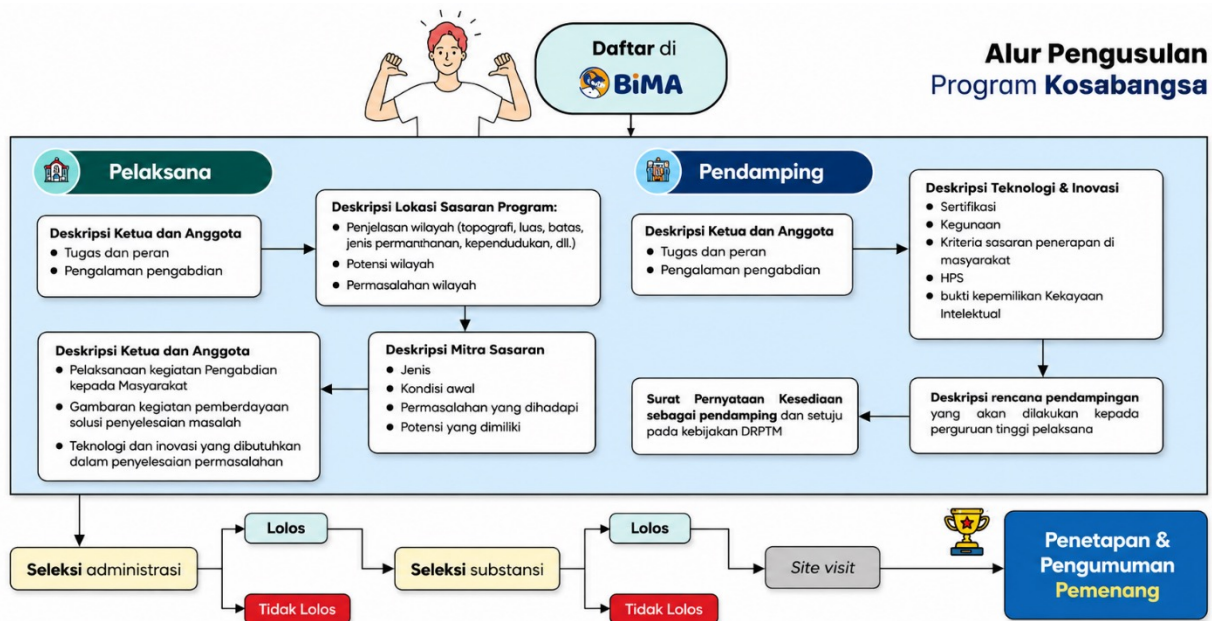 Daftar di
BiMA
Alur Pengusulan
Program Kosabangsa
Pelaksana
Deskripsi Ketua dan Anggota
• Tugas dan peran
• Pengalaman pengabdian
Deskripsi Lokasi Sasaran Program:
• Penjelasan wilayah (topografi, luas, batas,
jenis permanthanan, kependudukan, dll.)
• Potensi wilayah
• Permasalahan wilayah
Deskripsi Mitra Sasaran
• Jenis
• Kondisi awal
• Permasalahan yang dihadapi
• Potensi yang dimiliki
Deskripsi Ketua dan Anggota
• Pelaksanaan kegiatan Pengabdian
kepada Masyarakat
• Gambaran kegiatan pemberdayaan
solusi penyelesaian masalah
• Teknologi dan inovasi yang dibutuhkan
dalam penyelesaian permasalahan
Pendamping
Deskripsi Ketua dan Anggota
• Tugas dan peran
• Pengalaman pengabdian
Deskripsi Teknologi & Inovasi
• Sertifikasi
• Kegunaan
• Kriteria sasaran penerapan di
masyarakat
• HPS
• bukti kepemilikan Kekayaan
Intelektual
Deskripsi rencana pendampingan
yang akan dilakukan kepada
perguruan tinggi pelaksana
Surat Pernyataan Kesediaan
sebagai pendamping dan setuju
pada kebijakan DRPTM
Seleksi administrasi
Lolos
Tidak Lolos
Seleksi substansi
Lolos
Tidak Lolos
Site visit
Penetapan &
Pengumuman
Pemenang